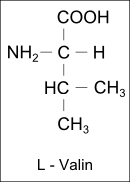 COOH
NH₂ – C – H
HC – CH₃
CH₃
L - Valin